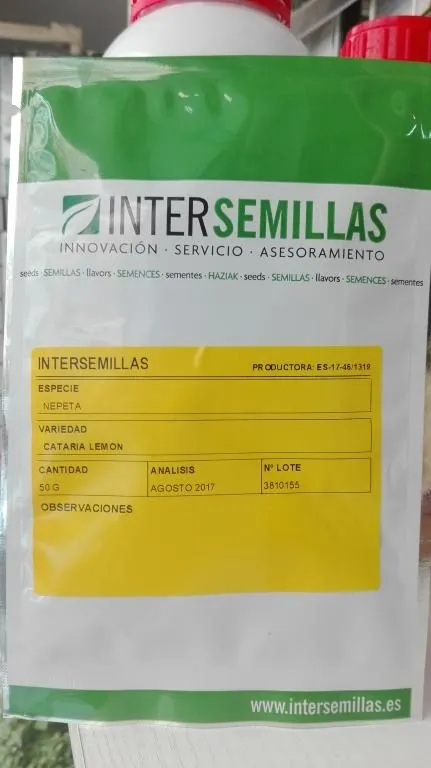 INTERSEMILLAS
INNOVACIÓN · SERVICIO · ASESORAMIENTO
seeds · SEMILLAS · llavors · SEMENCES · sementes · HAZIAK · seeds · SEMILLAS · llavors · SEMENCES · sementes
INTERSEMILLAS PRODUCTORA: ES-17-46/1319
ESPECIE
NEPETA
VARIEDAD
CATARIA LEMON
CANTIDAD ANALISIS Nº LOTE
50 G AGOSTO 2017 3810155
OBSERVACIONES
www.intersemillas.es